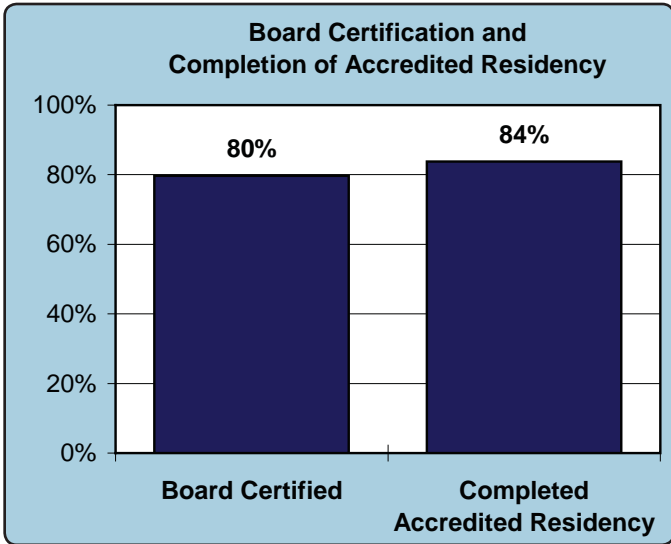 Board Certification and
Completion of Accredited Residency
100%
80%
60%
40%
20%
0%
80%
84%
Board Certified
Completed
Accredited Residency